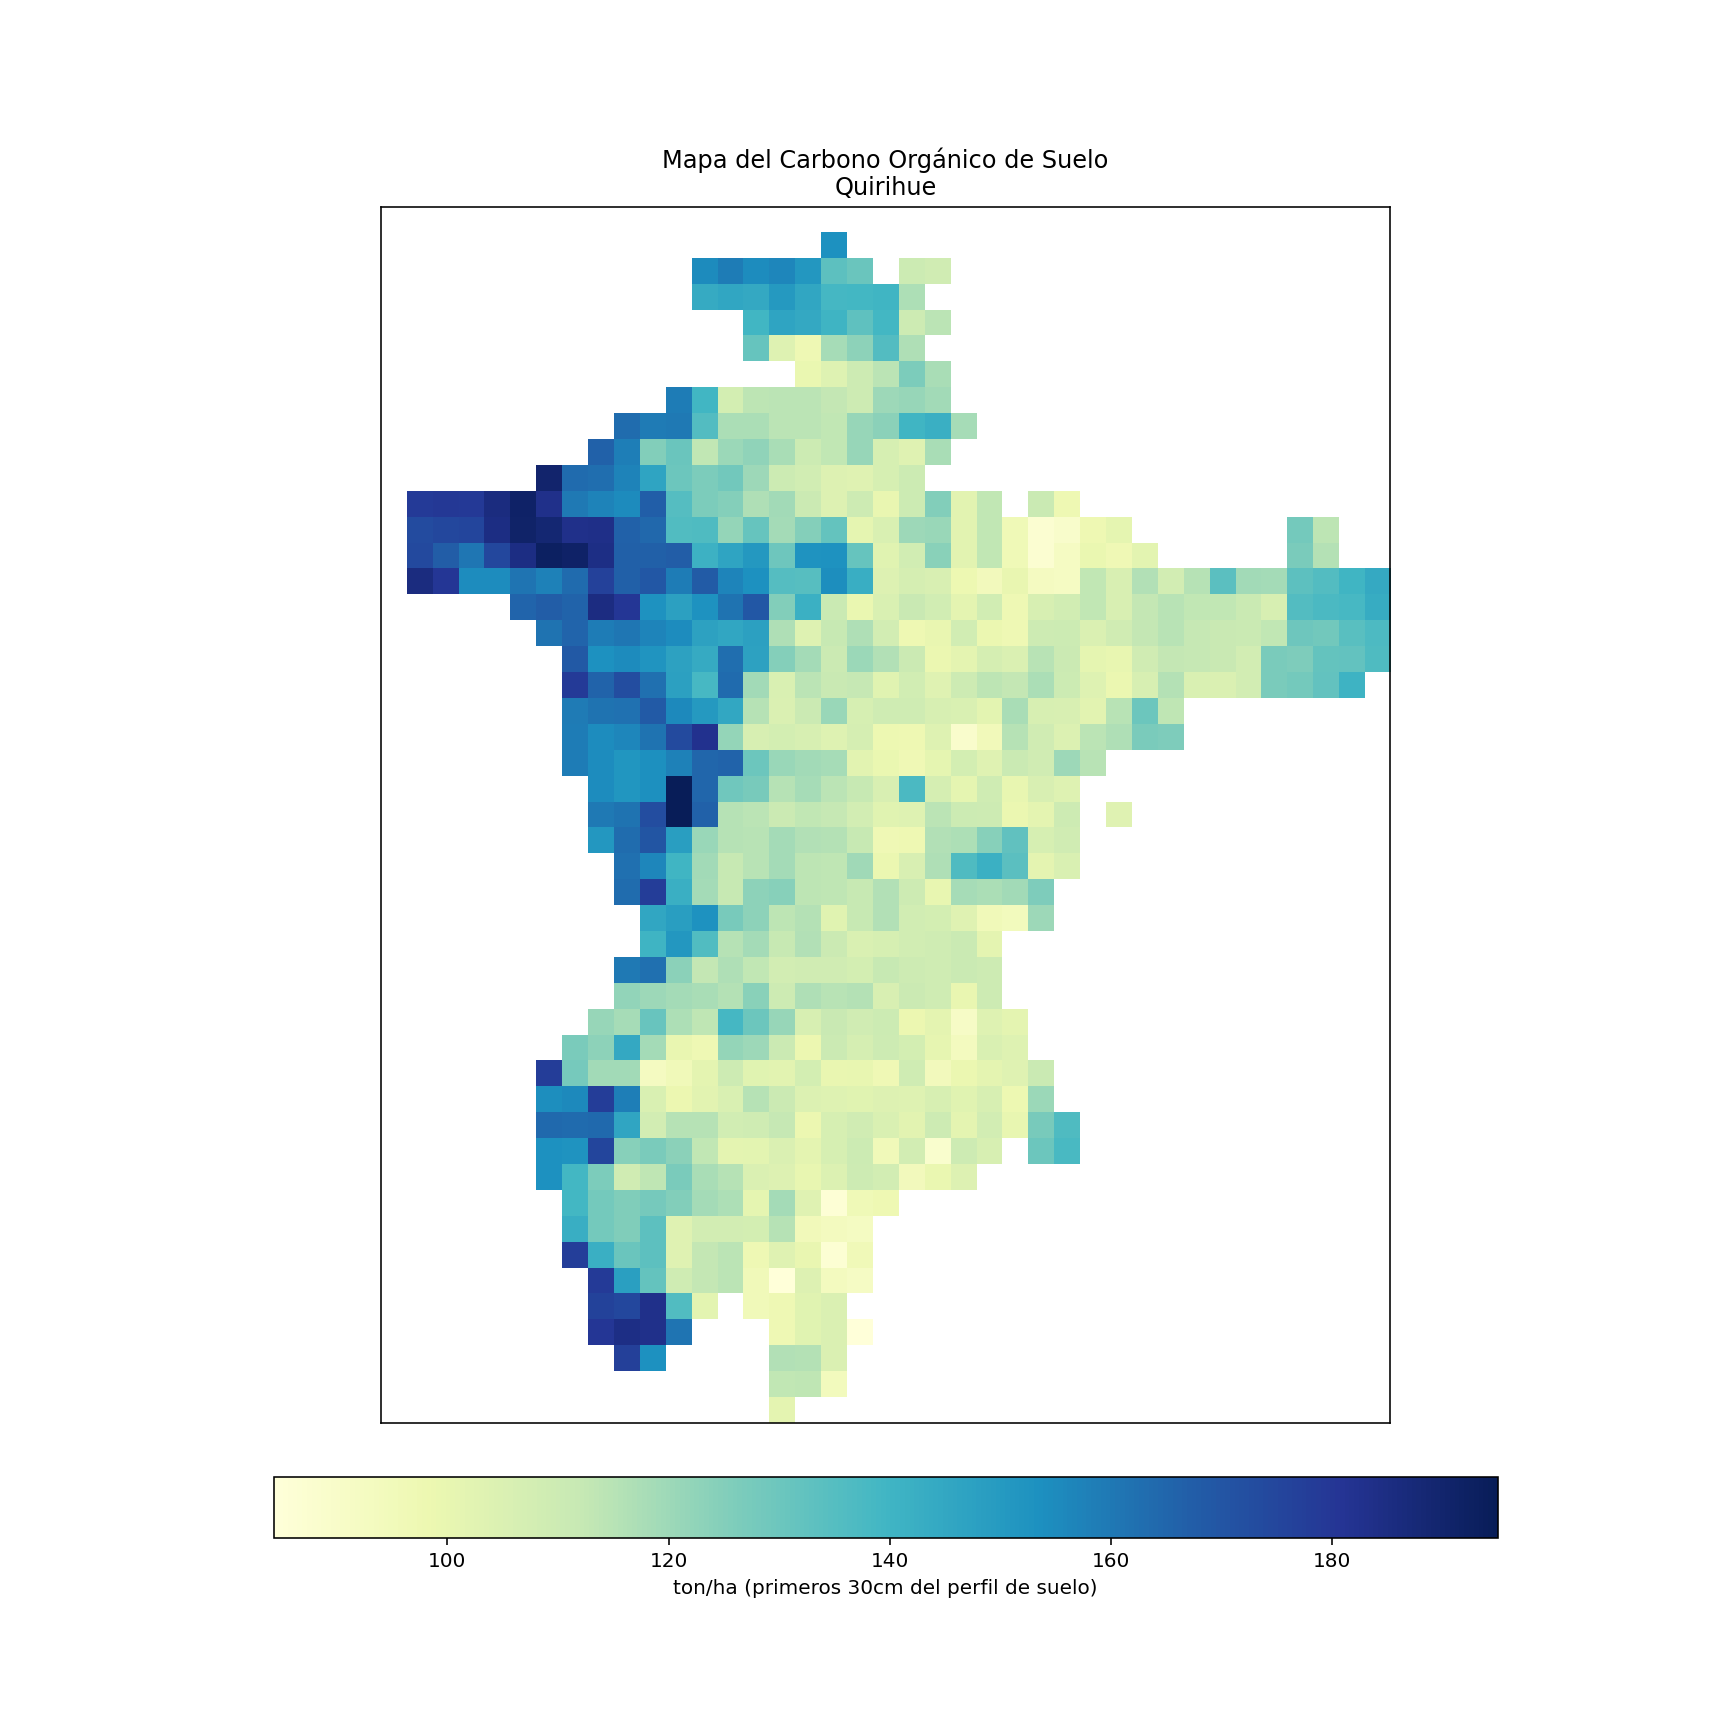 Mapa del Carbono Orgánico de Suelo
Quirihue
100 120 140 160 180
ton/ha (primeros 30cm del perfil de suelo)